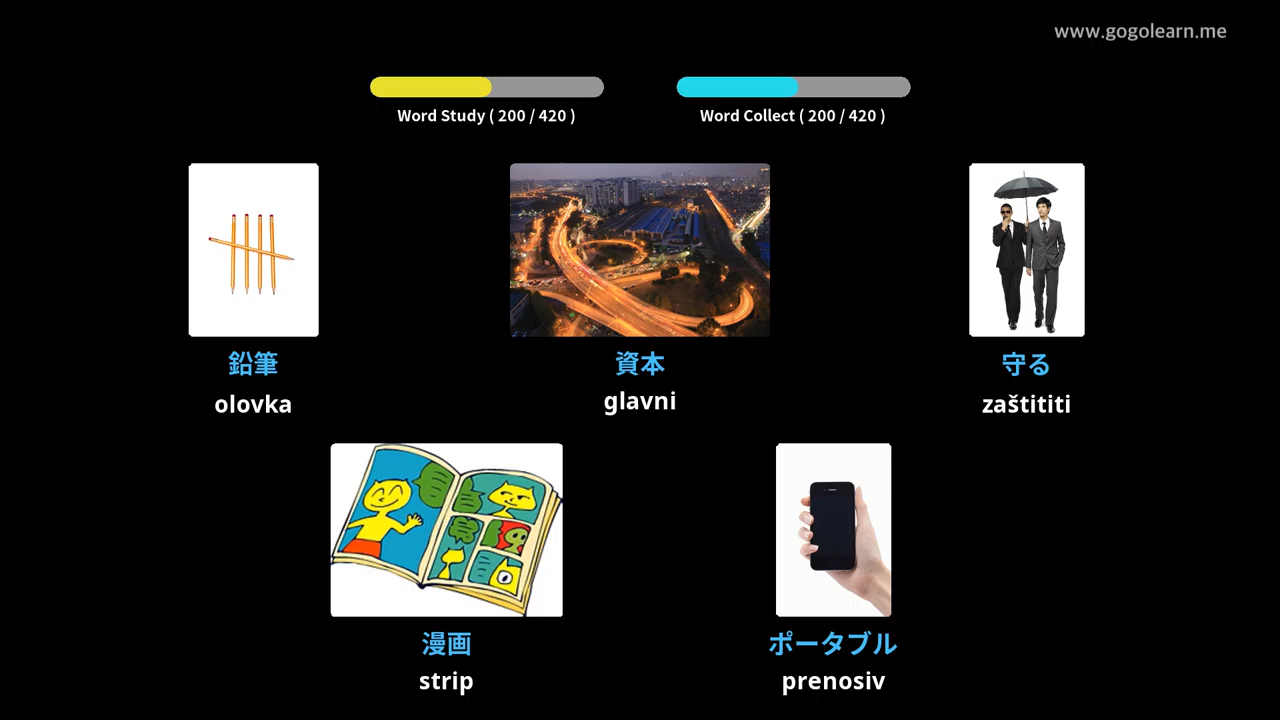 www.gogolearn.me
Word Study ( 200 / 420 )
Word Collect ( 200 / 420 )
鉛筆
olovka
資本
glavni
守る
zaštititi
漫画
strip
ポータブル
prenosiv